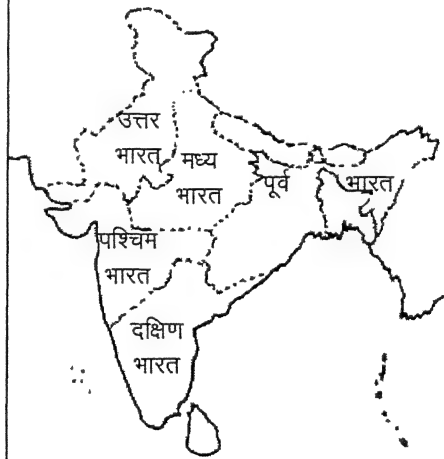 उत्तर
भारत
मध्य
भारत
पूर्व भारत
पश्चिम
भारत
दक्षिण
भारत